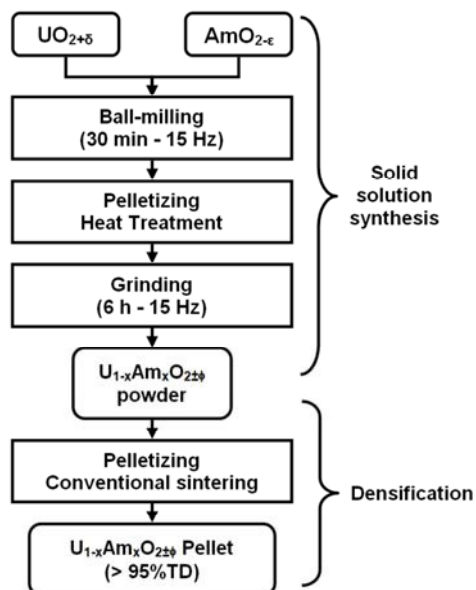 UO₂₊δ
AmO₂₋ε
Ball-milling
(30 min - 15 Hz)
Pelletizing
Heat Treatment
Grinding
(6 h - 15 Hz)
U₁₋ₓAmₓO₂±ϕ
powder
Solid
solution
synthesis
Pelletizing
Conventional sintering
U₁₋ₓAmₓO₂±ϕ Pellet
(> 95%TD)
Densification